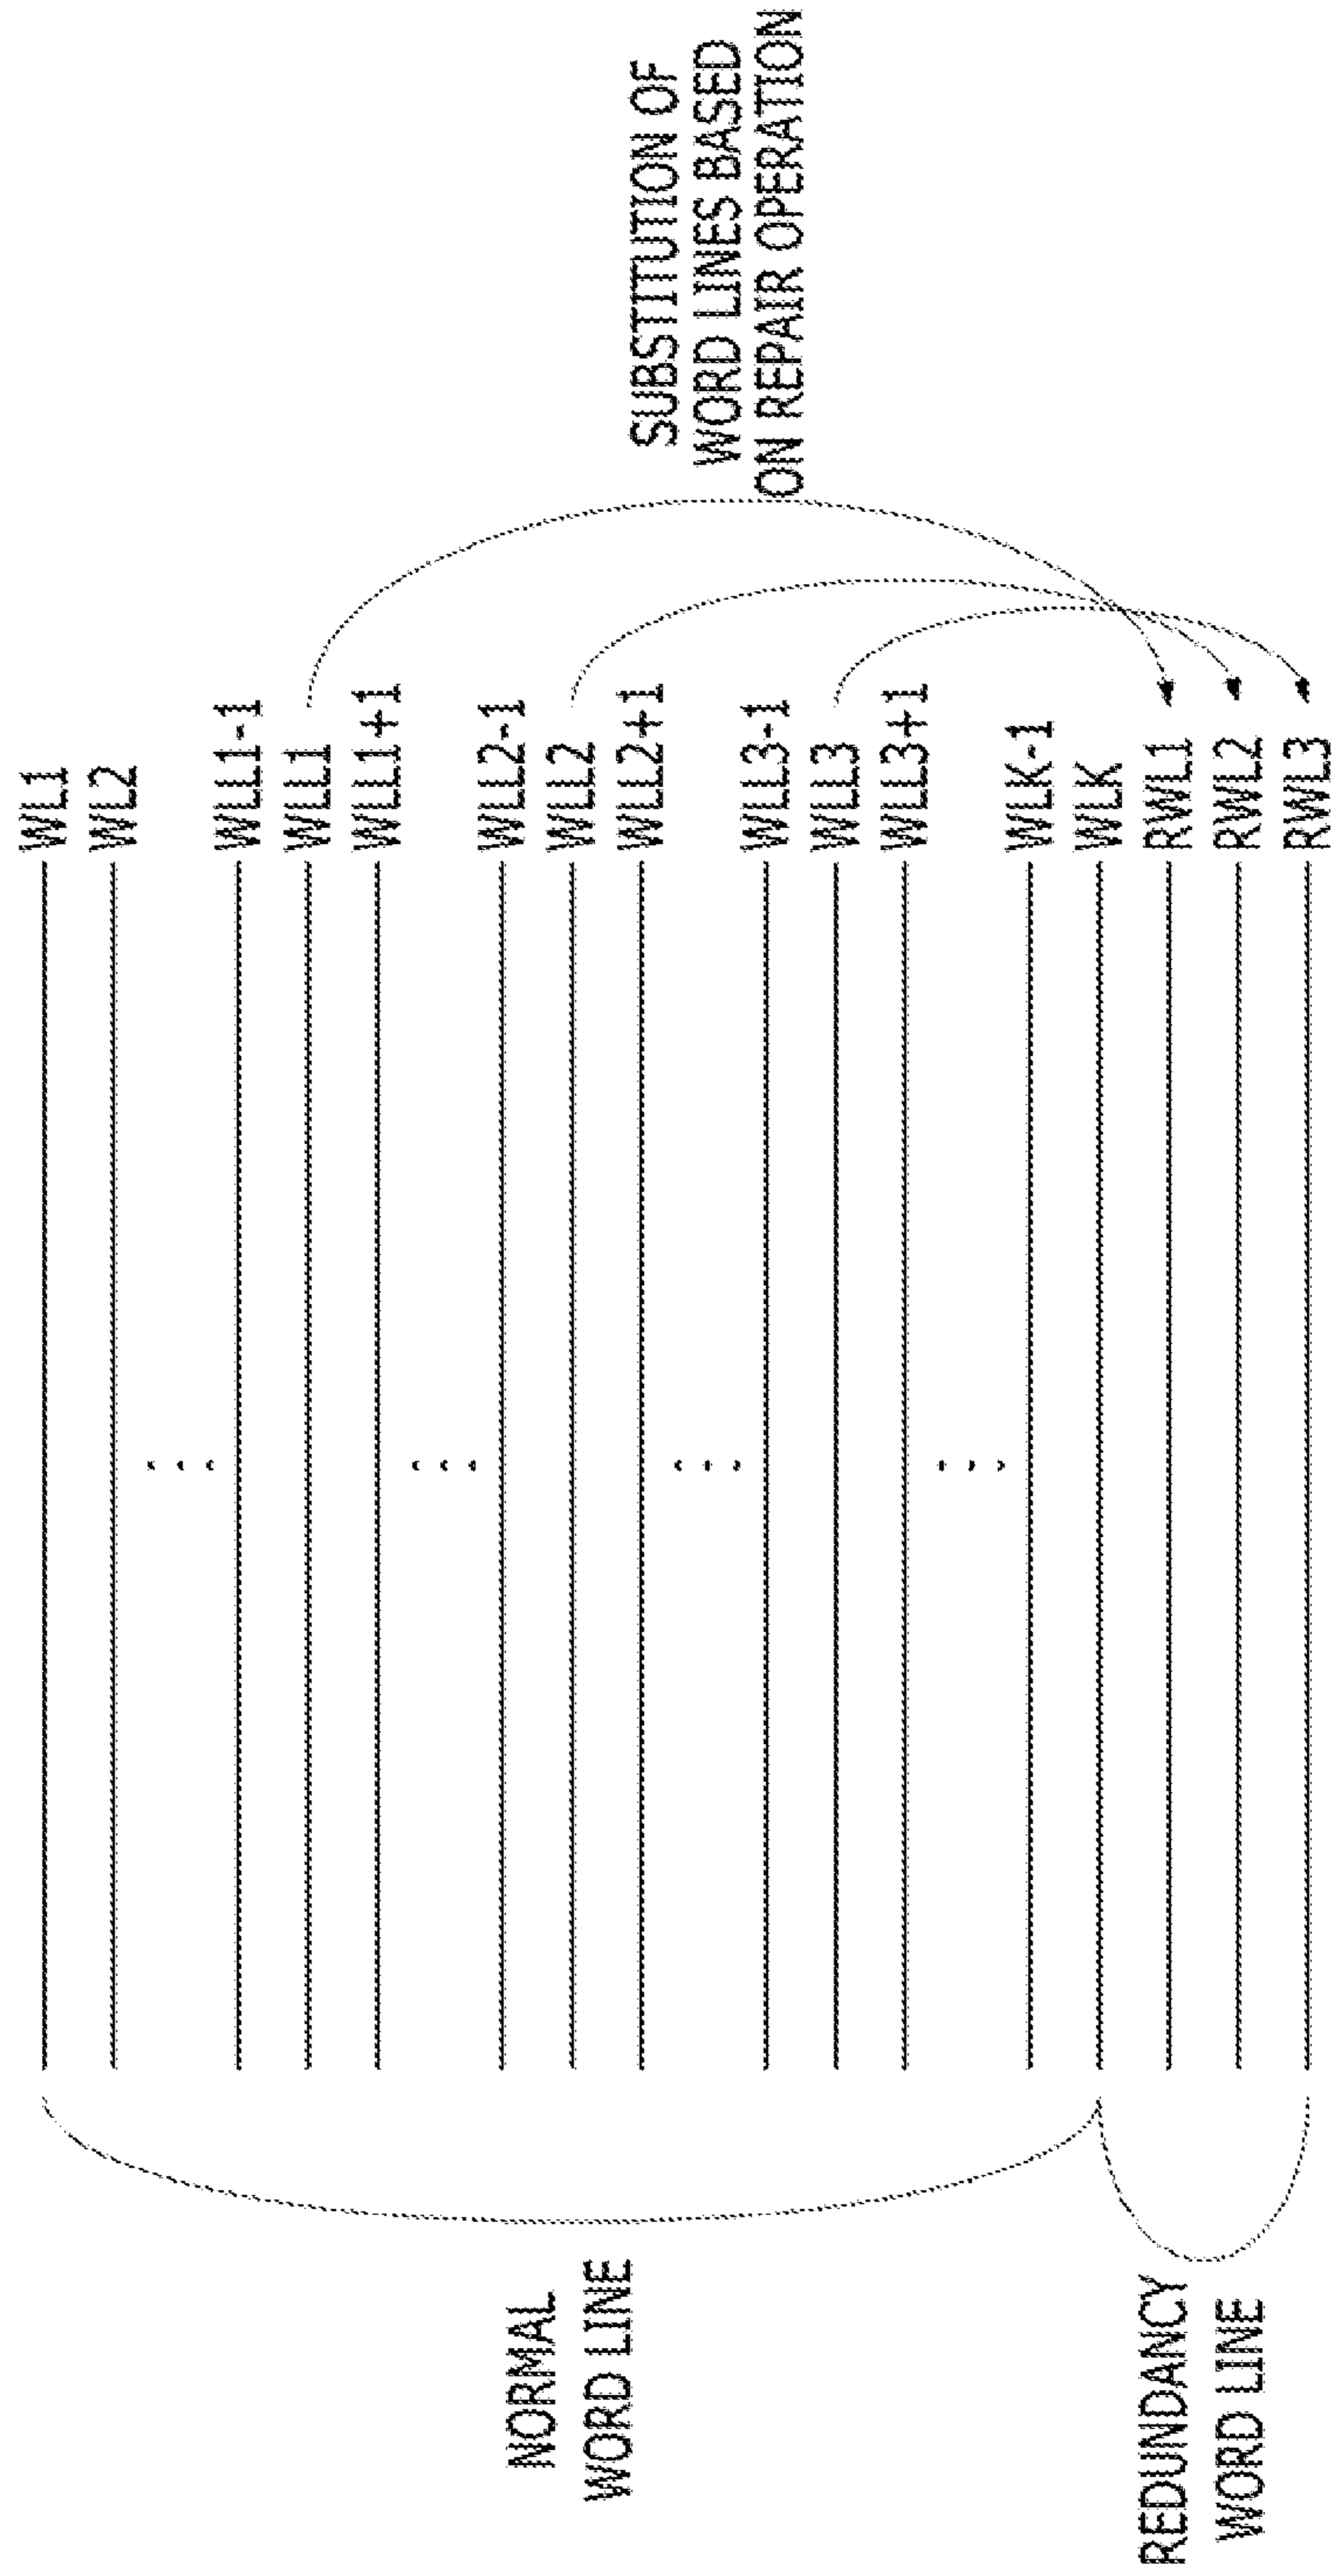 WL1
WL2
WLL1-1
WLL1
WLL1+1
WLL2-1
WLL2
WLL2+1
WLL3-1
WLL3
WLL3+1
WLK-1
WLK
RWL1
RWL2
RWL3
SUBSTITUTION OF
WORD LINES BASED
ON REPAIR OPERATION
NORMAL
WORD LINE
REDUNDANCY
WORD LINE